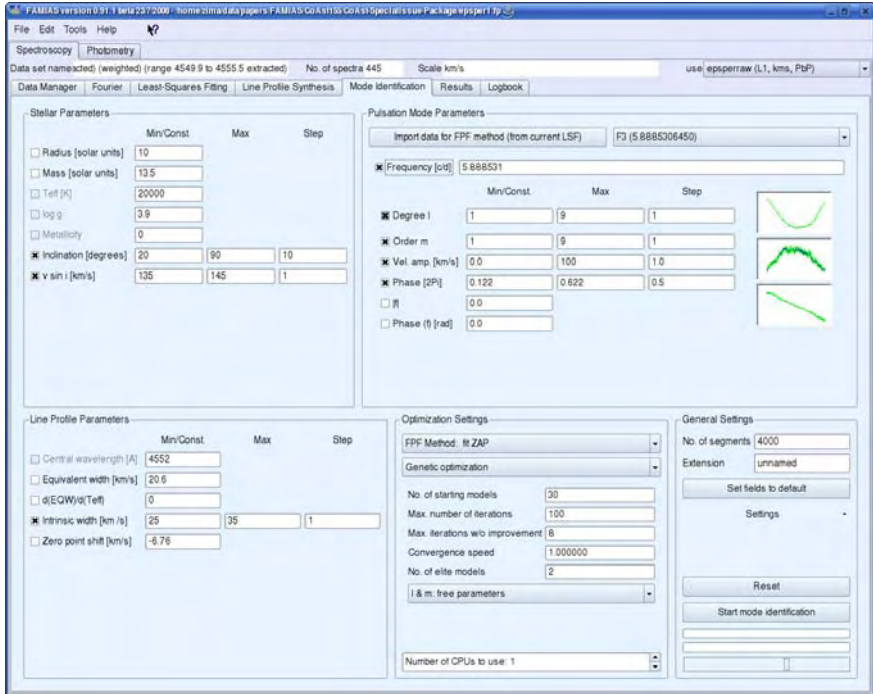 FAMIAS version 0.91.1 beta 23.7.2008 - /home/zima/data/papers/FAMIAS/CoAst155/CoAst-SpecialIssue-Package/epsper1.fp
File Edit Tools Help
Spectroscopy Photometry
Data set name acted) (weighted) (range 4549.9 to 4555.5 extracted) No. of spectra 445 Scale km/s use epsperraw (L1, kms, PbP)
Data Manager Fourier Least-Squares Fitting Line Profile Synthesis Mode Identification Results Logbook
Stellar Parameters
Min/Const. Max Step
Radius [solar units] 10
Mass [solar units] 13.5
Teff [K] 20000
log g 3.9
Metallicity 0
Inclination [degrees] 20 90 10
v sin i [km/s] 135 145 1
Pulsation Mode Parameters
Import data for FPF method (from current LSF) F3 (5.8885306450)
Frequency [c/d] 5.888531
Min/Const. Max Step
Degree l 1 9 1
Order m 1 9 1
Vel. amp. [km/s] 0.0 100 1.0
Phase [2Pi] 0.122 0.622 0.5
|f| 0.0
Phase (f) [rad] 0.0
Line Profile Parameters
Min/Const. Max Step
Central wavelength [A] 4552
Equivalent width [km/s] 20.6
d(EQW)/d(Teff) 0
Intrinsic width [km /s] 25 35 1
Zero point shift [km/s] -6.76
Optimization Settings
FPF Method: fit ZAP
Genetic optimization
No. of starting models 30
Max. number of iterations 100
Max. iterations w/o improvement 8
Convergence speed 1.000000
No. of elite models 2
l & m: free parameters
Number of CPUs to use: 1
General Settings
No. of segments 4000
Extension unnamed
Set fields to default
Settings
Reset
Start mode identification